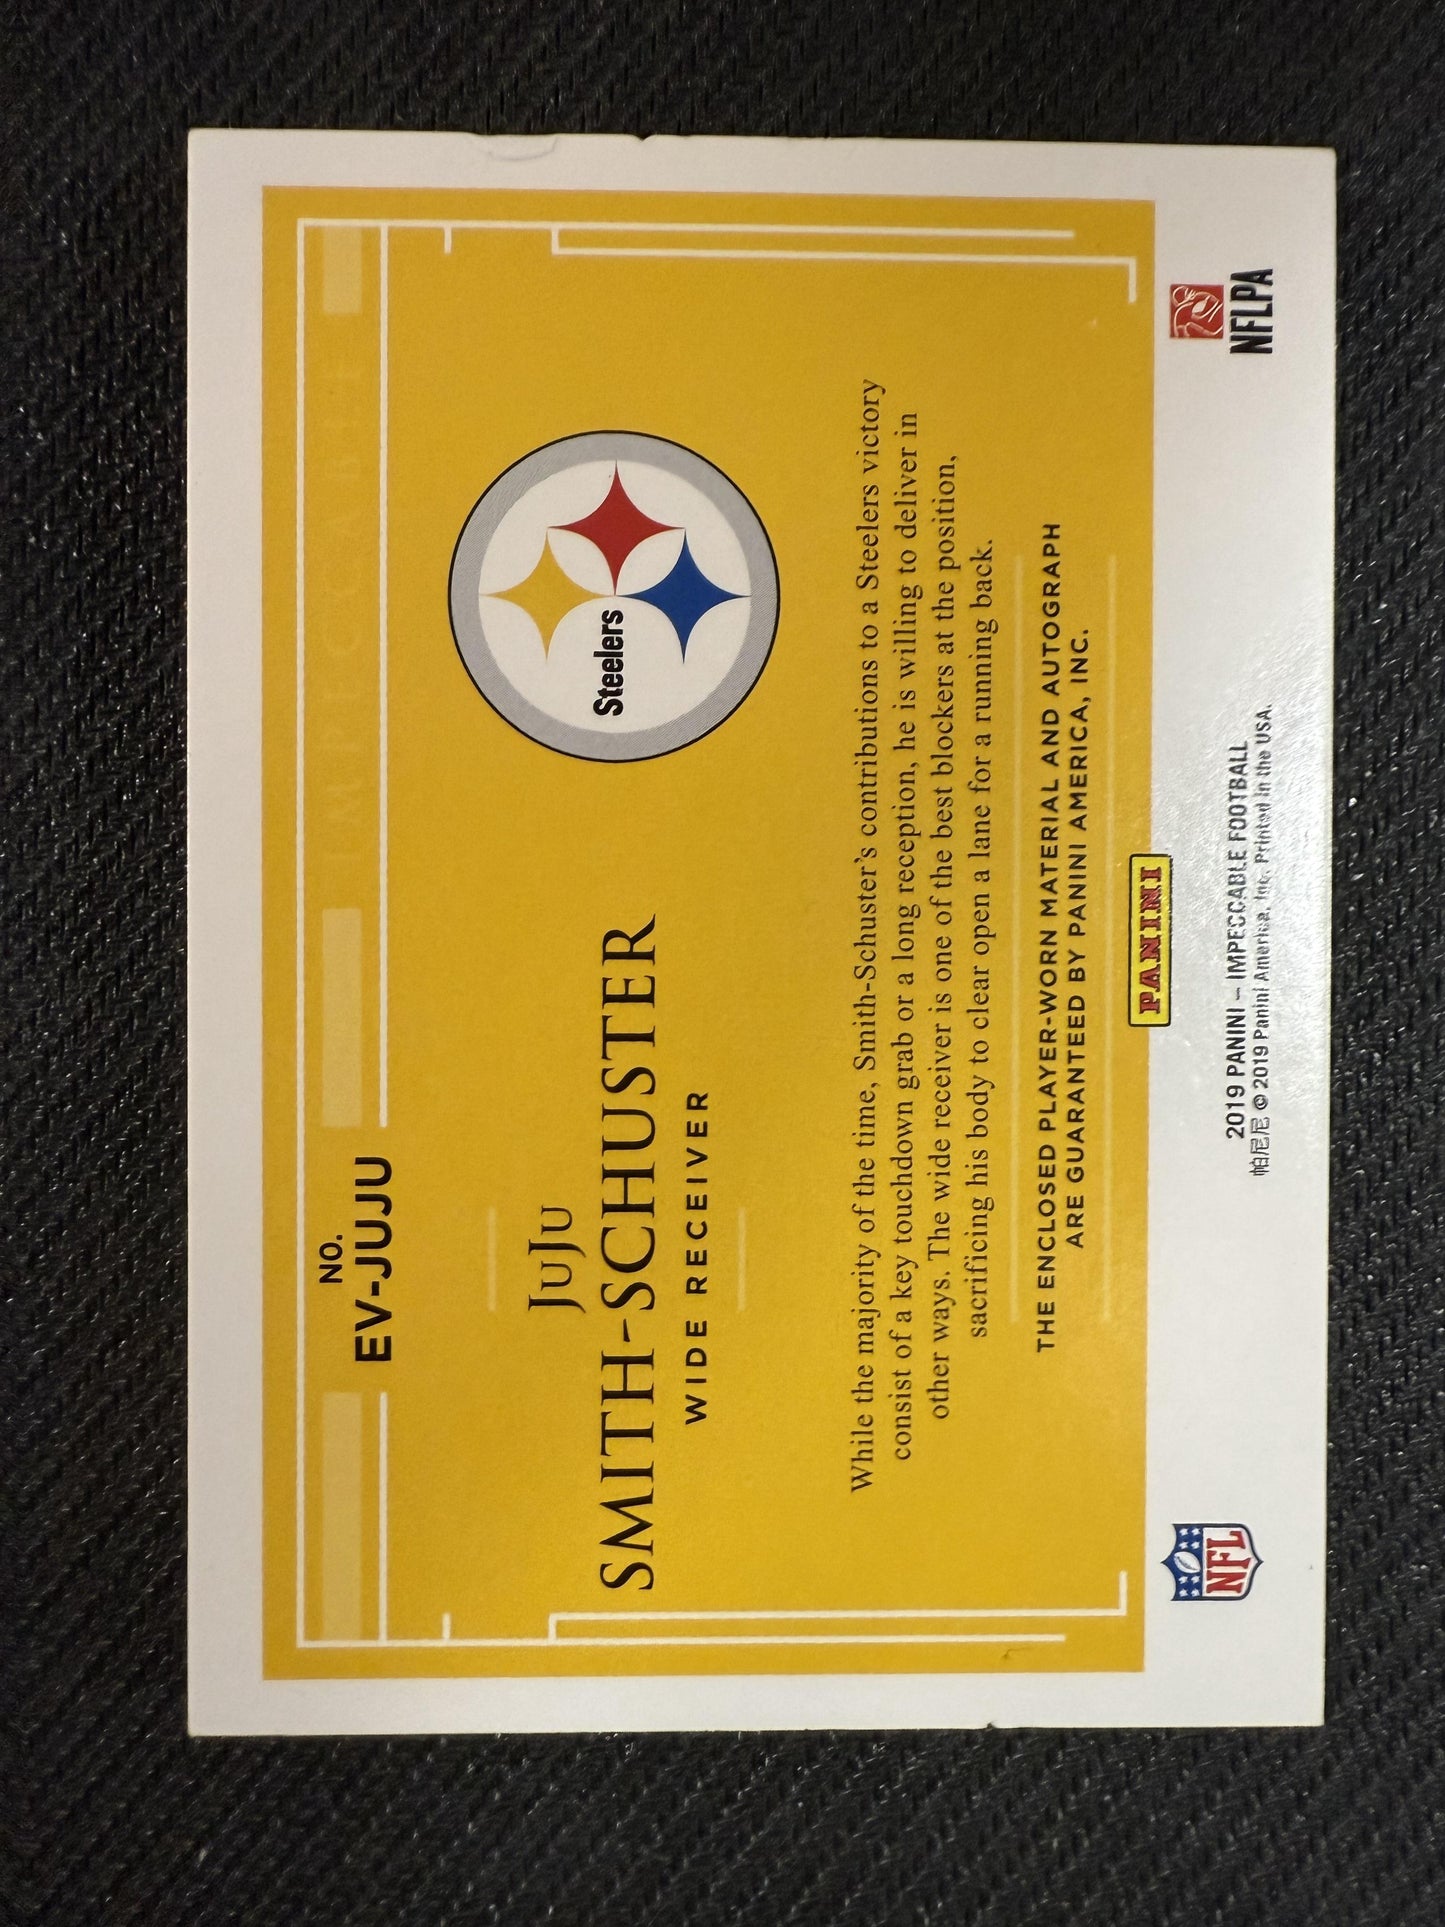 NO.
EV-JUJU
IMPECCABLE
JuJu
SMITH-SCHUSTER
WIDE RECEIVER
Steelers
While the majority of the time, Smith-Schuster's contributions to a Steelers victory
consist of a key touchdown grab or a long reception, he is willing to deliver in
other ways. The wide receiver is one of the best blockers at the position,
sacrificing his body to clear open a lane for a running back.
THE ENCLOSED PLAYER-WORN MATERIAL AND AUTOGRAPH
ARE GUARANTEED BY PANINI AMERICA, INC.
PANINI
NFL
2019 PANINI – IMPECCABLE FOOTBALL
帕尼尼 © 2019 Panini America, Inc. Printed in the USA.
NFLPA